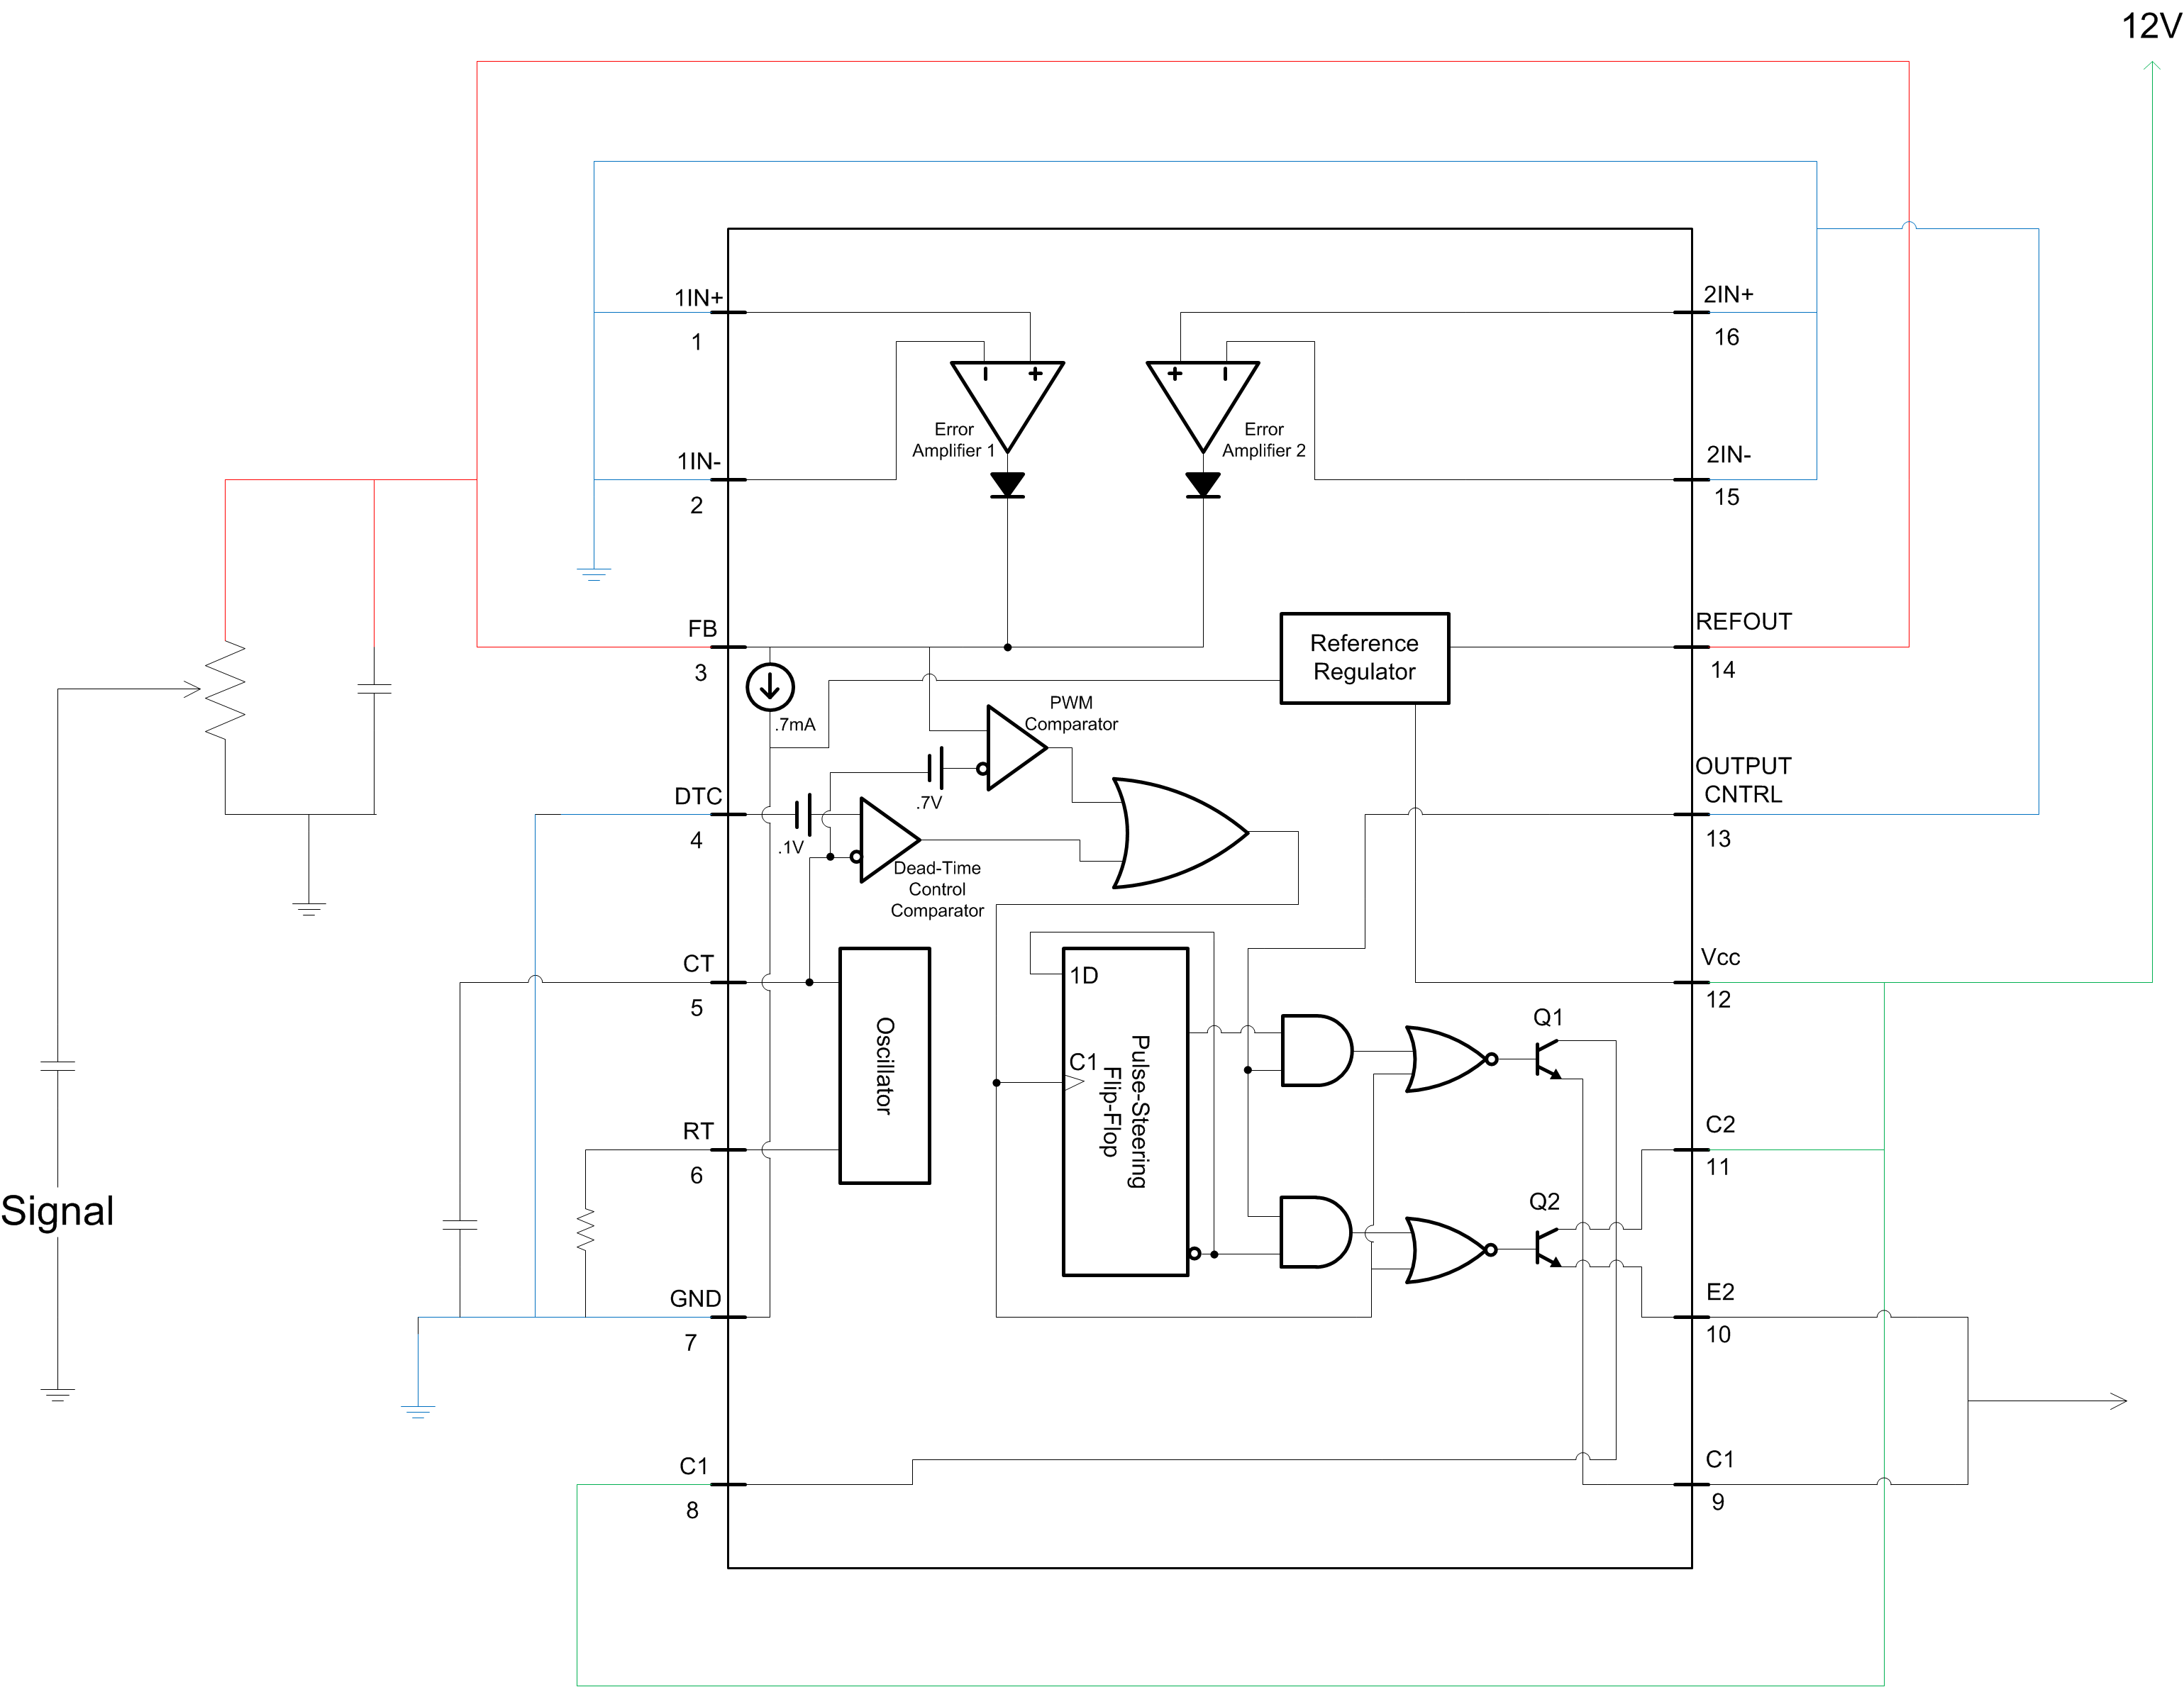 12V
1IN+
1
2IN+
16
Error
Amplifier 1
Error
Amplifier 2
1IN-
2
2IN-
15
FB
3
.7mA
Reference
Regulator
REFOUT
14
PWM
Comparator
.7V
DTC
4
.1V
Dead-Time
Control
Comparator
OUTPUT
CNTRL
13
CT
5
Oscillator
1D
C1
Pulse-Steering
Flip-Flop
Vcc
12
Q1
RT
6
C2
11
Q2
Signal
GND
7
E2
10
C1
8
C1
9